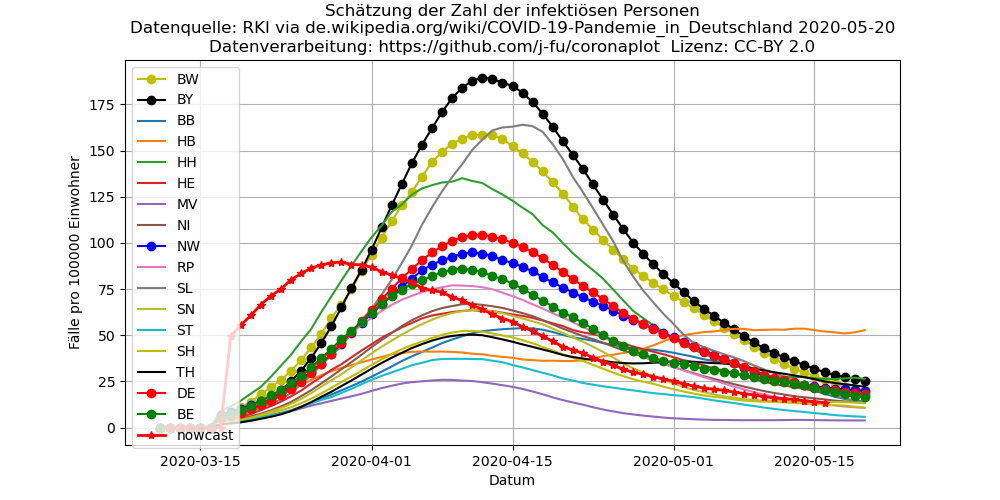 Schätzung der Zahl der infektiösen Personen
Datenquelle: RKI via de.wikipedia.org/wiki/COVID-19-Pandemie_in_Deutschland 2020-05-20
Datenverarbeitung: https://github.com/j-fu/coronaplot  Lizenz: CC-BY 2.0
Fälle pro 100000 Einwohner
175
150
125
100
75
50
25
0
BW
BY
BB
HB
HH
HE
MV
NI
NW
RP
SL
SN
ST
SH
TH
DE
BE
nowcast
2020-03-15
2020-04-01
2020-04-15
2020-05-01
2020-05-15
Datum